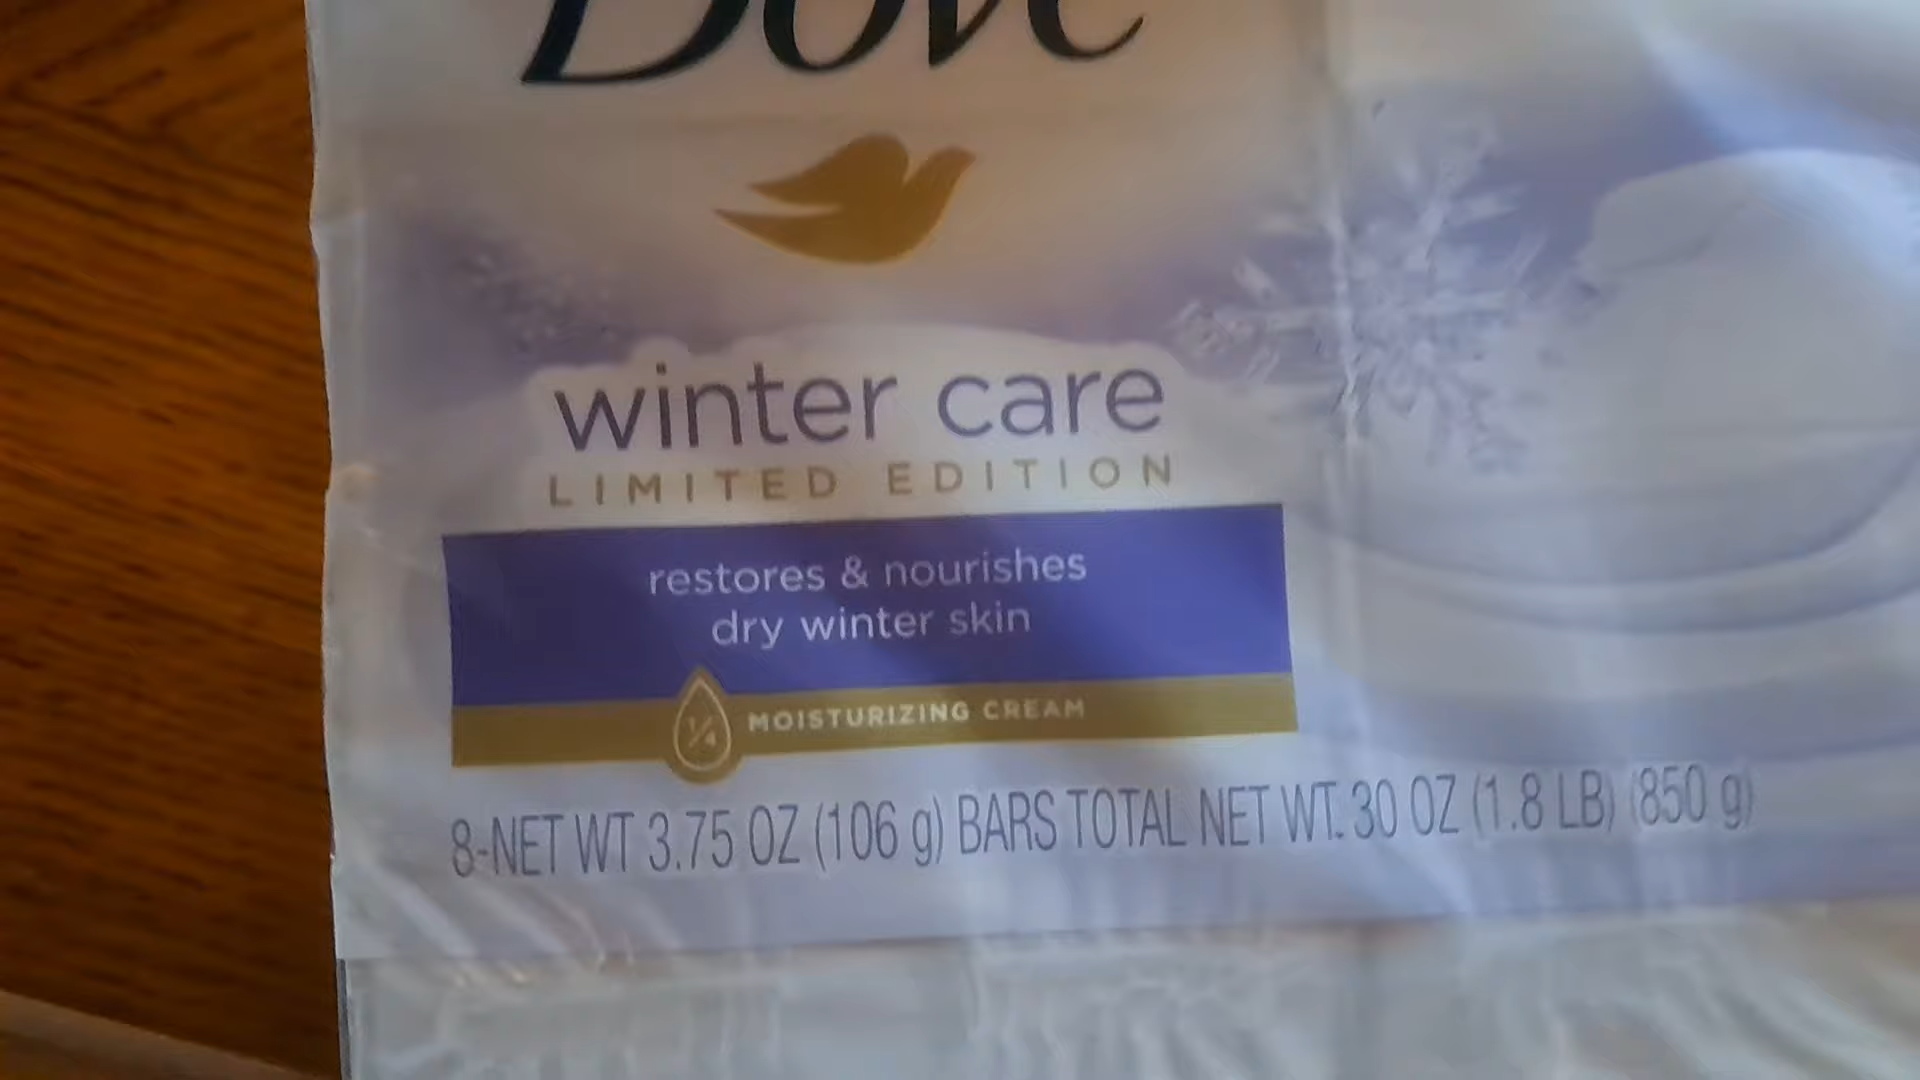 Dove
winter care
LIMITED EDITION
restores & nourishes
dry winter skin
1/4 MOISTURIZING CREAM
8-NET WT 3.75 OZ (106 g) BARS TOTAL NET WT. 30 OZ (1.8 LB) (850 g)